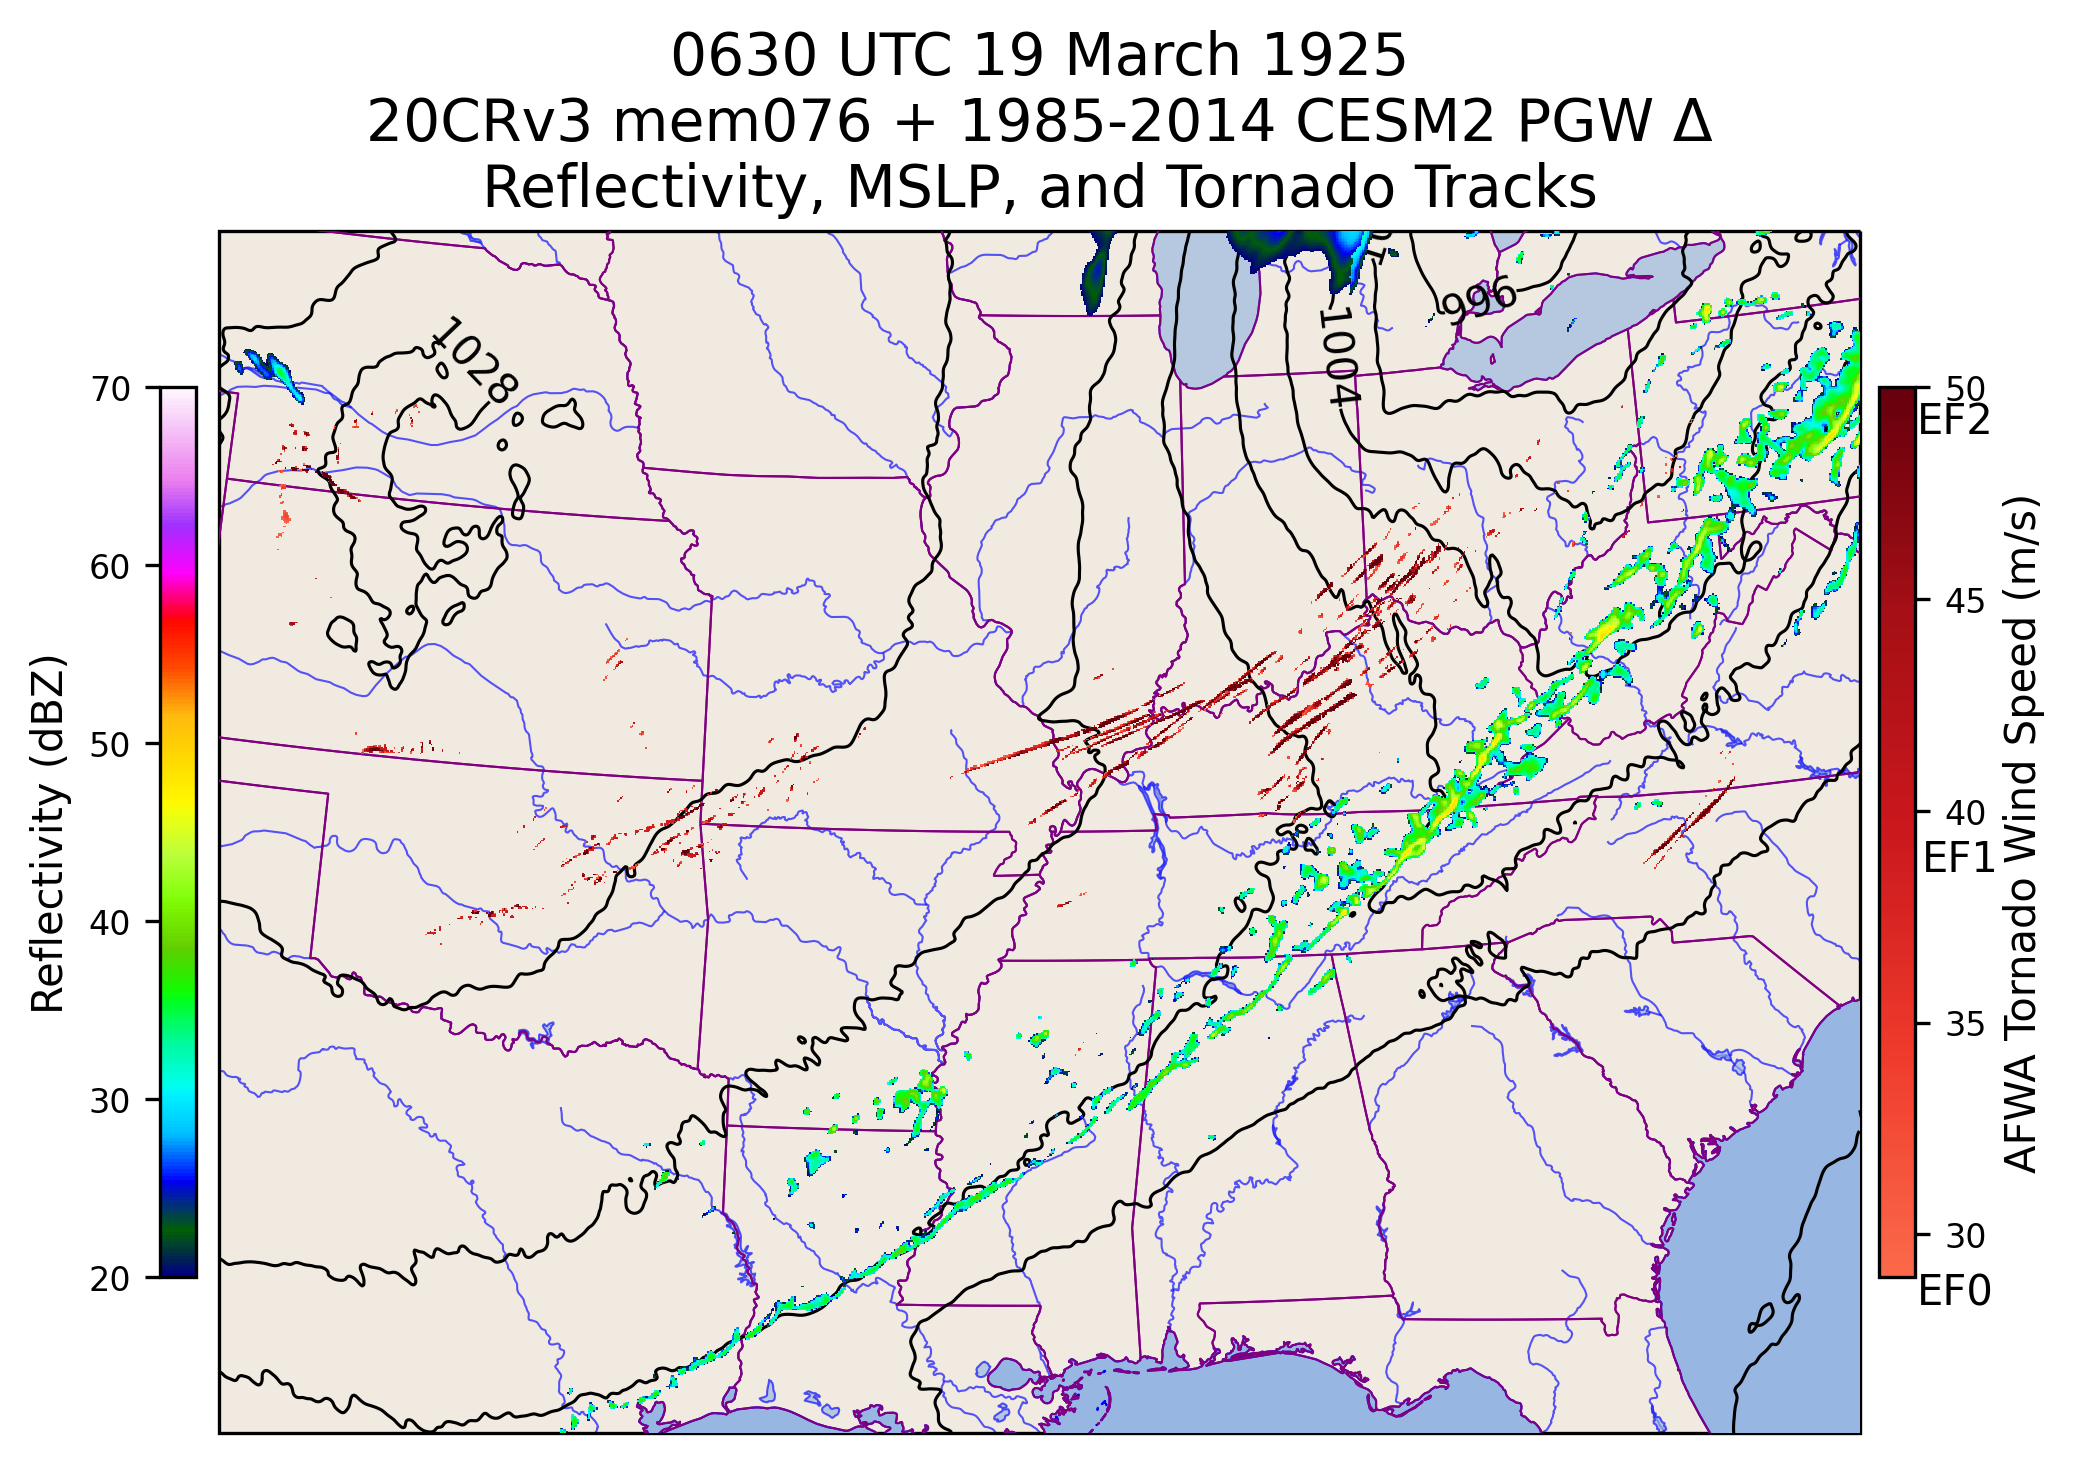 0630 UTC 19 March 1925
20CRv3 mem076 + 1985-2014 CESM2 PGW Δ
Reflectivity, MSLP, and Tornado Tracks
1028
996
1004
70
60
50
40
30
20
Reflectivity (dBZ)
50
EF2
45
40
EF1
35
30
EF0
AFWA Tornado Wind Speed (m/s)